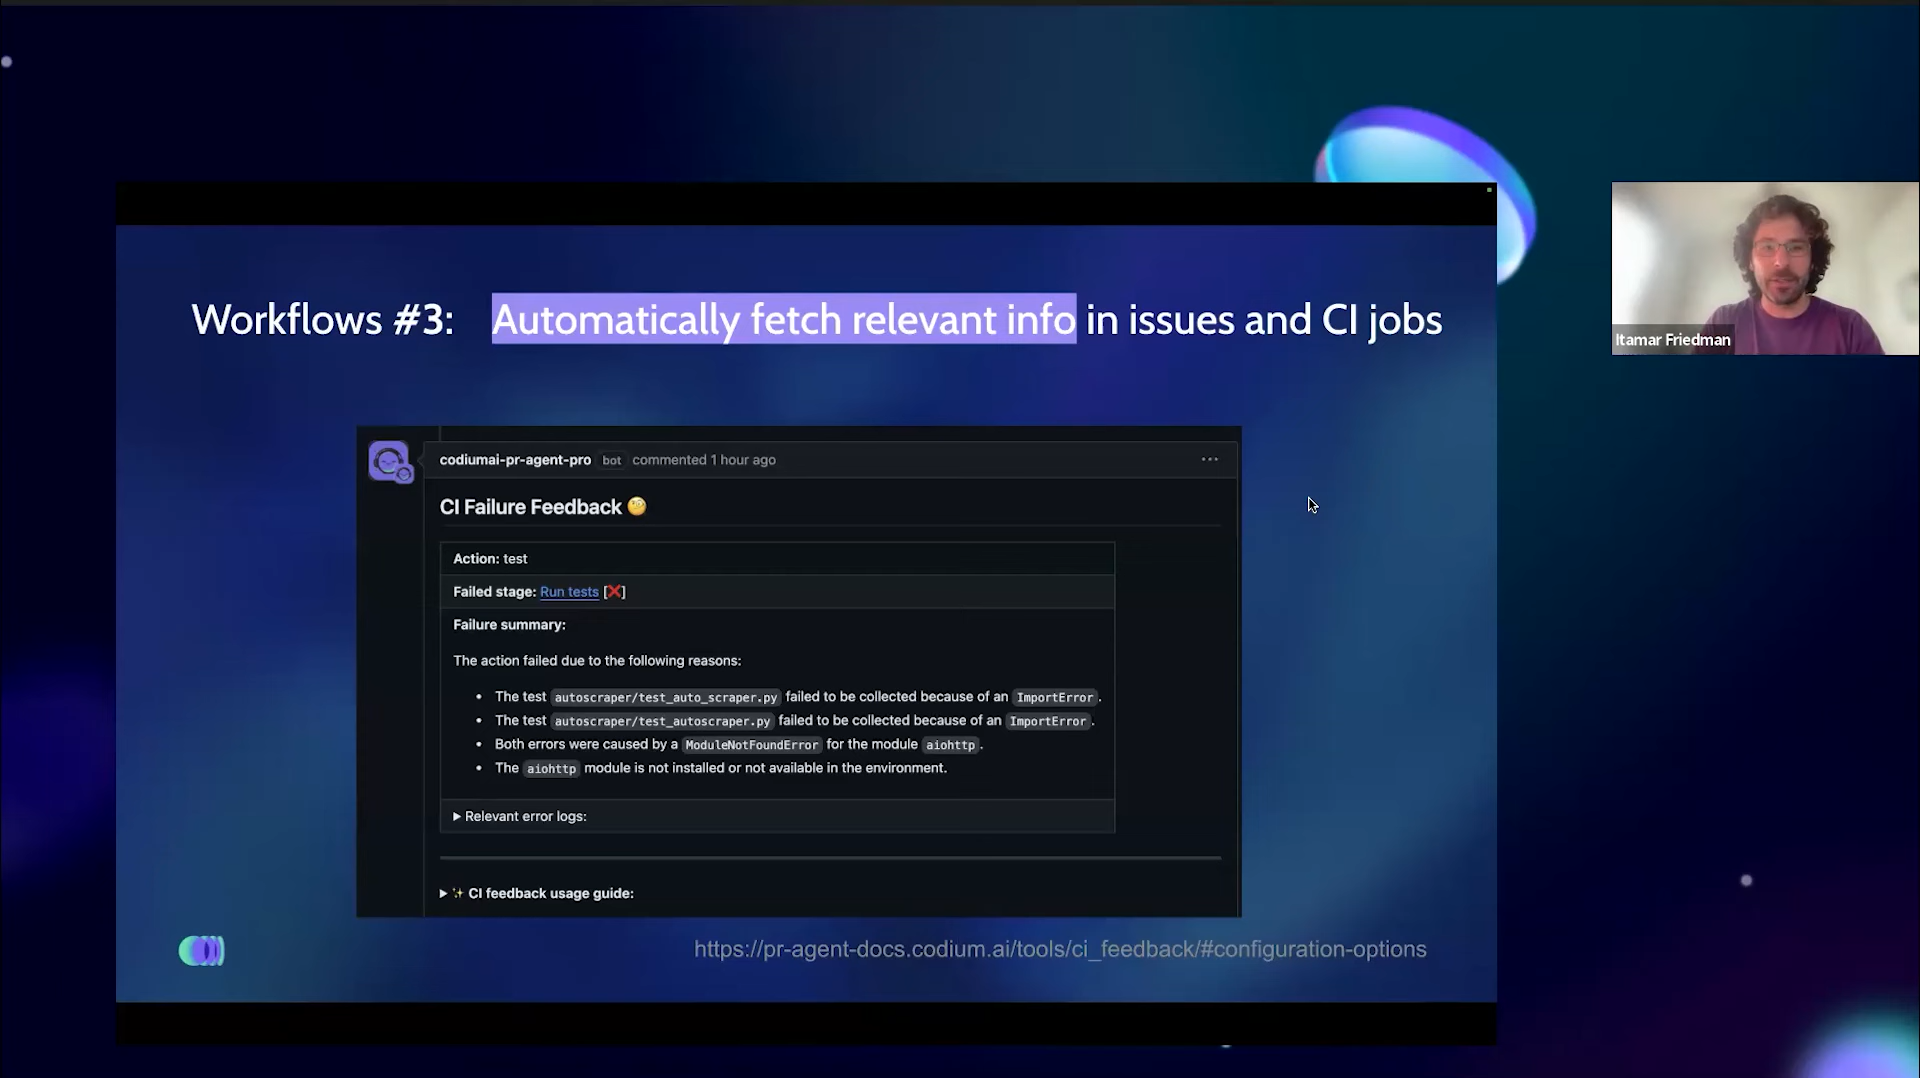 Workflows #3: Automatically fetch relevant info in issues and CI jobs
Itamar Friedman
codiumai-pr-agent-pro bot commented 1 hour ago
CI Failure Feedback
Action: test
Failed stage: Run tests [❌]
Failure summary:
The action failed due to the following reasons:
• The test autoscraper/test_auto_scraper.py failed to be collected because of an ImportError.
• The test autoscraper/test_autoscraper.py failed to be collected because of an ImportError.
• Both errors were caused by a ModuleNotFoundError for the module aiohttp.
• The aiohttp module is not installed or not available in the environment.
Relevant error logs:
CI feedback usage guide:
https://pr-agent-docs.codium.ai/tools/ci_feedback/#configuration-options